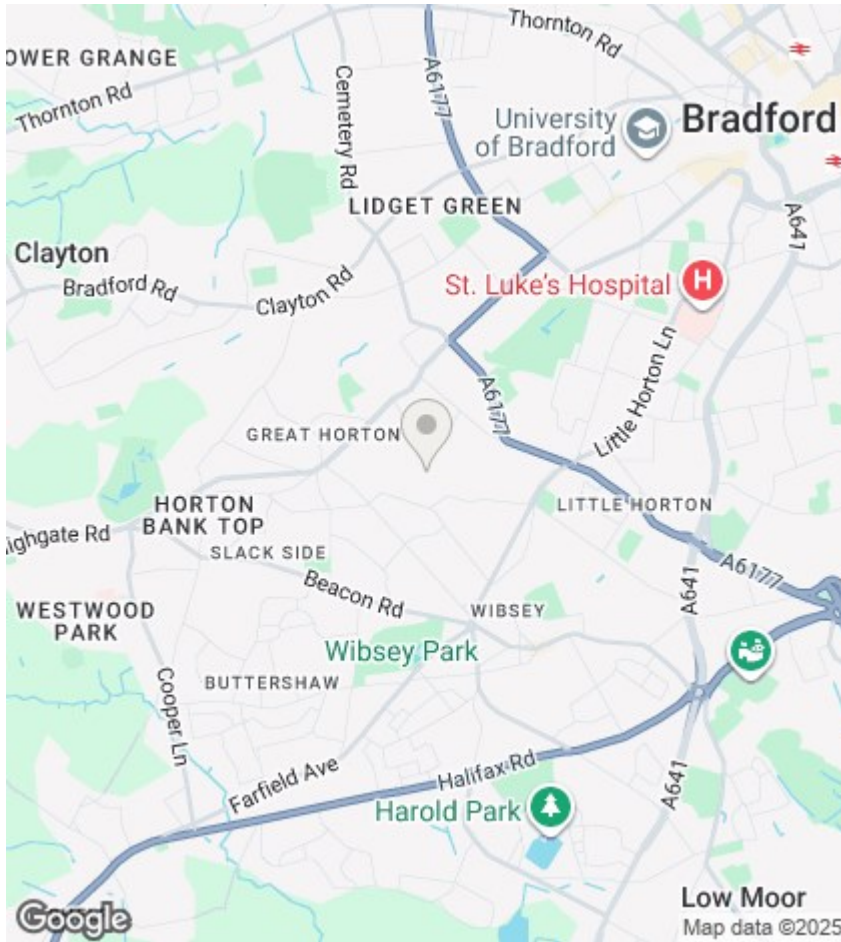 OWER GRANGE
Thornton Rd
Thornton Rd
Cemetery Rd
A6177
University
of Bradford
Bradford
LIDGET GREEN
A641
Clayton
Bradford Rd
Clayton Rd
St. Luke's Hospital
H
A6177
Little Horton Ln
GREAT HORTON
HORTON
BANK TOP
LITTLE HORTON
ighgate Rd
SLACK SIDE
Beacon Rd
A6177
A641
WESTWOOD
PARK
WIBSEY
Wibsey Park
BUTTERSHAW
Cooper Ln
Farfield Ave
Halifax Rd
A641
Harold Park
Low Moor
Google
Map data ©2025